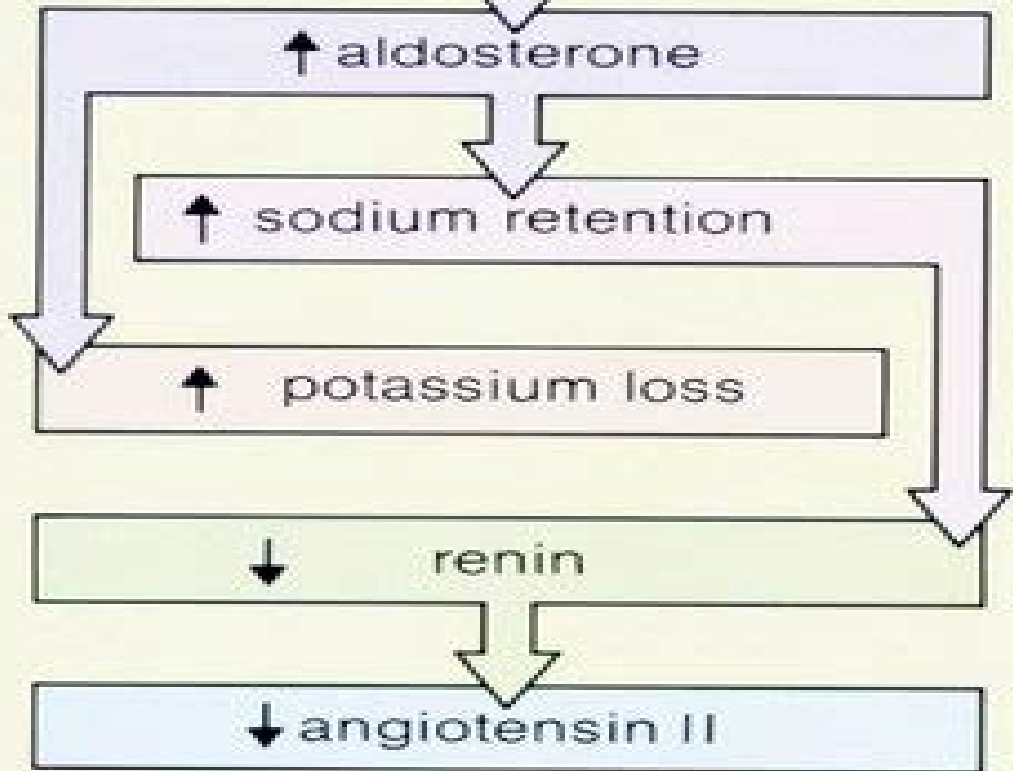 ↑ aldosterone
↑ sodium retention
↑ potassium loss
↓ renin
↓ angiotensin II